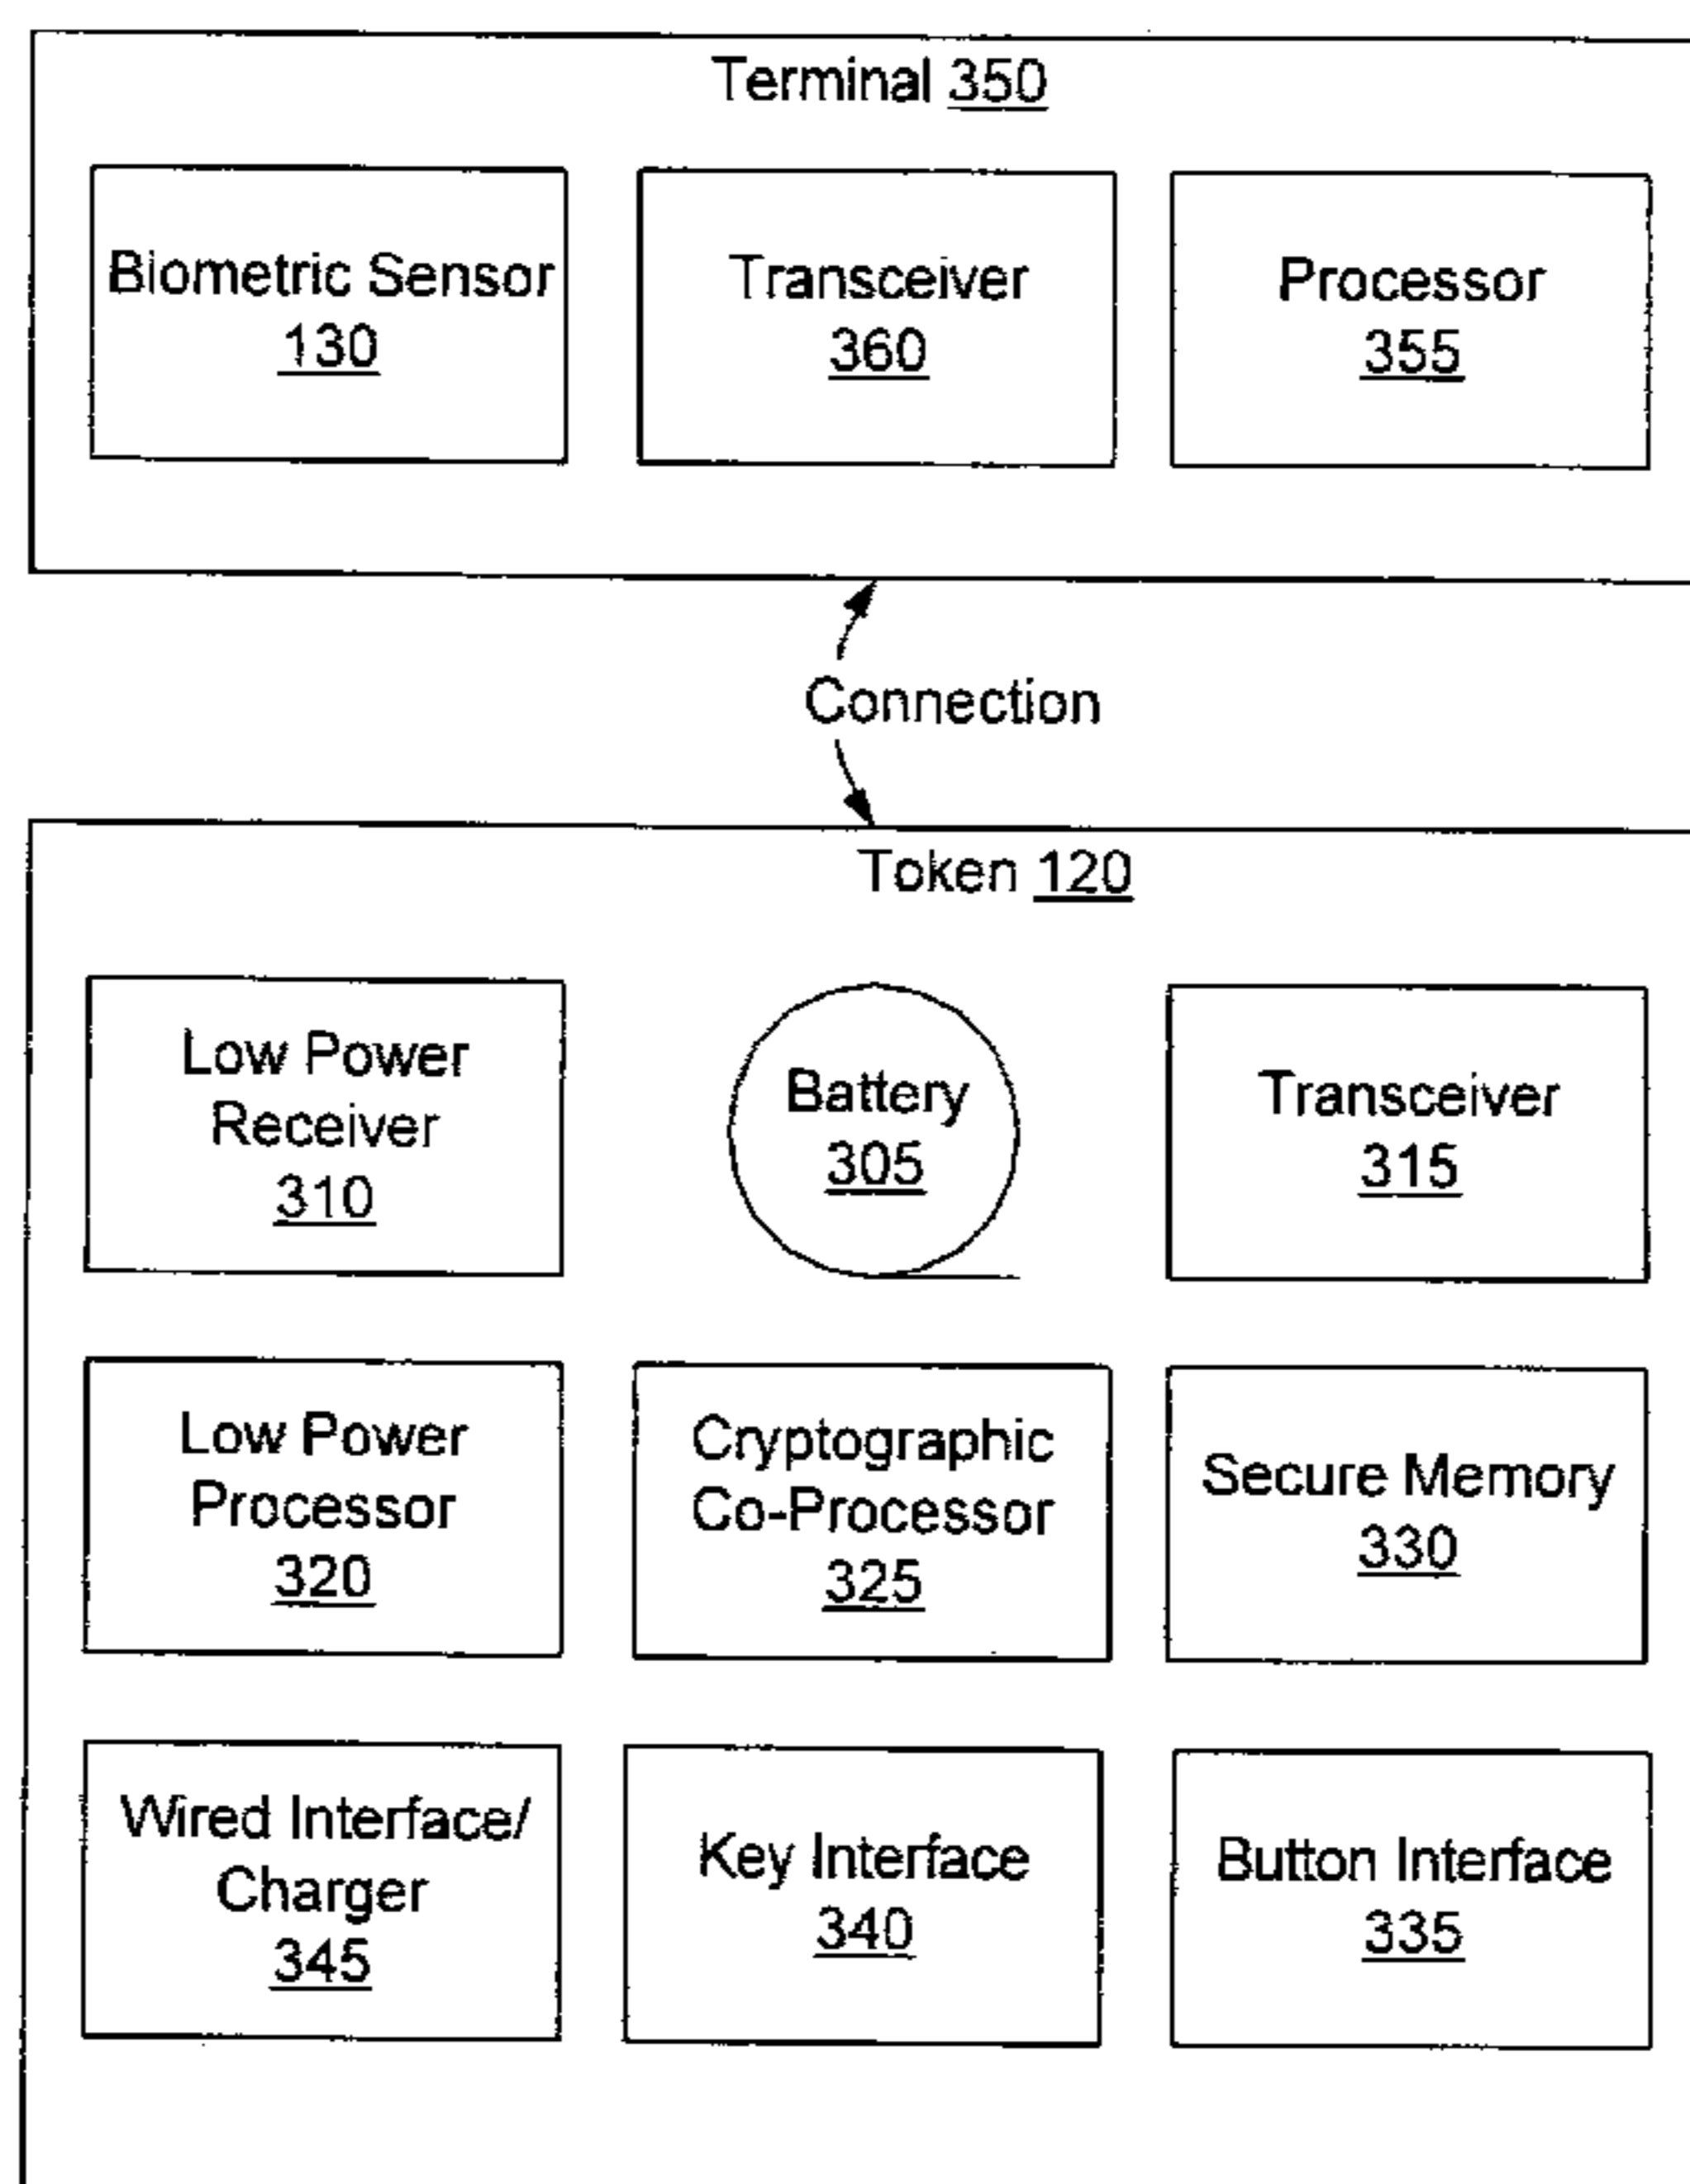 Terminal 350
Biometric Sensor
130
Transceiver
360
Processor
355
Connection
Token 120
Low Power
Receiver
310
Battery
305
Transceiver
315
Low Power
Processor
320
Cryptographic
Co-Processor
325
Secure Memory
330
Wired Interface/
Charger
345
Key Interface
340
Button Interface
335